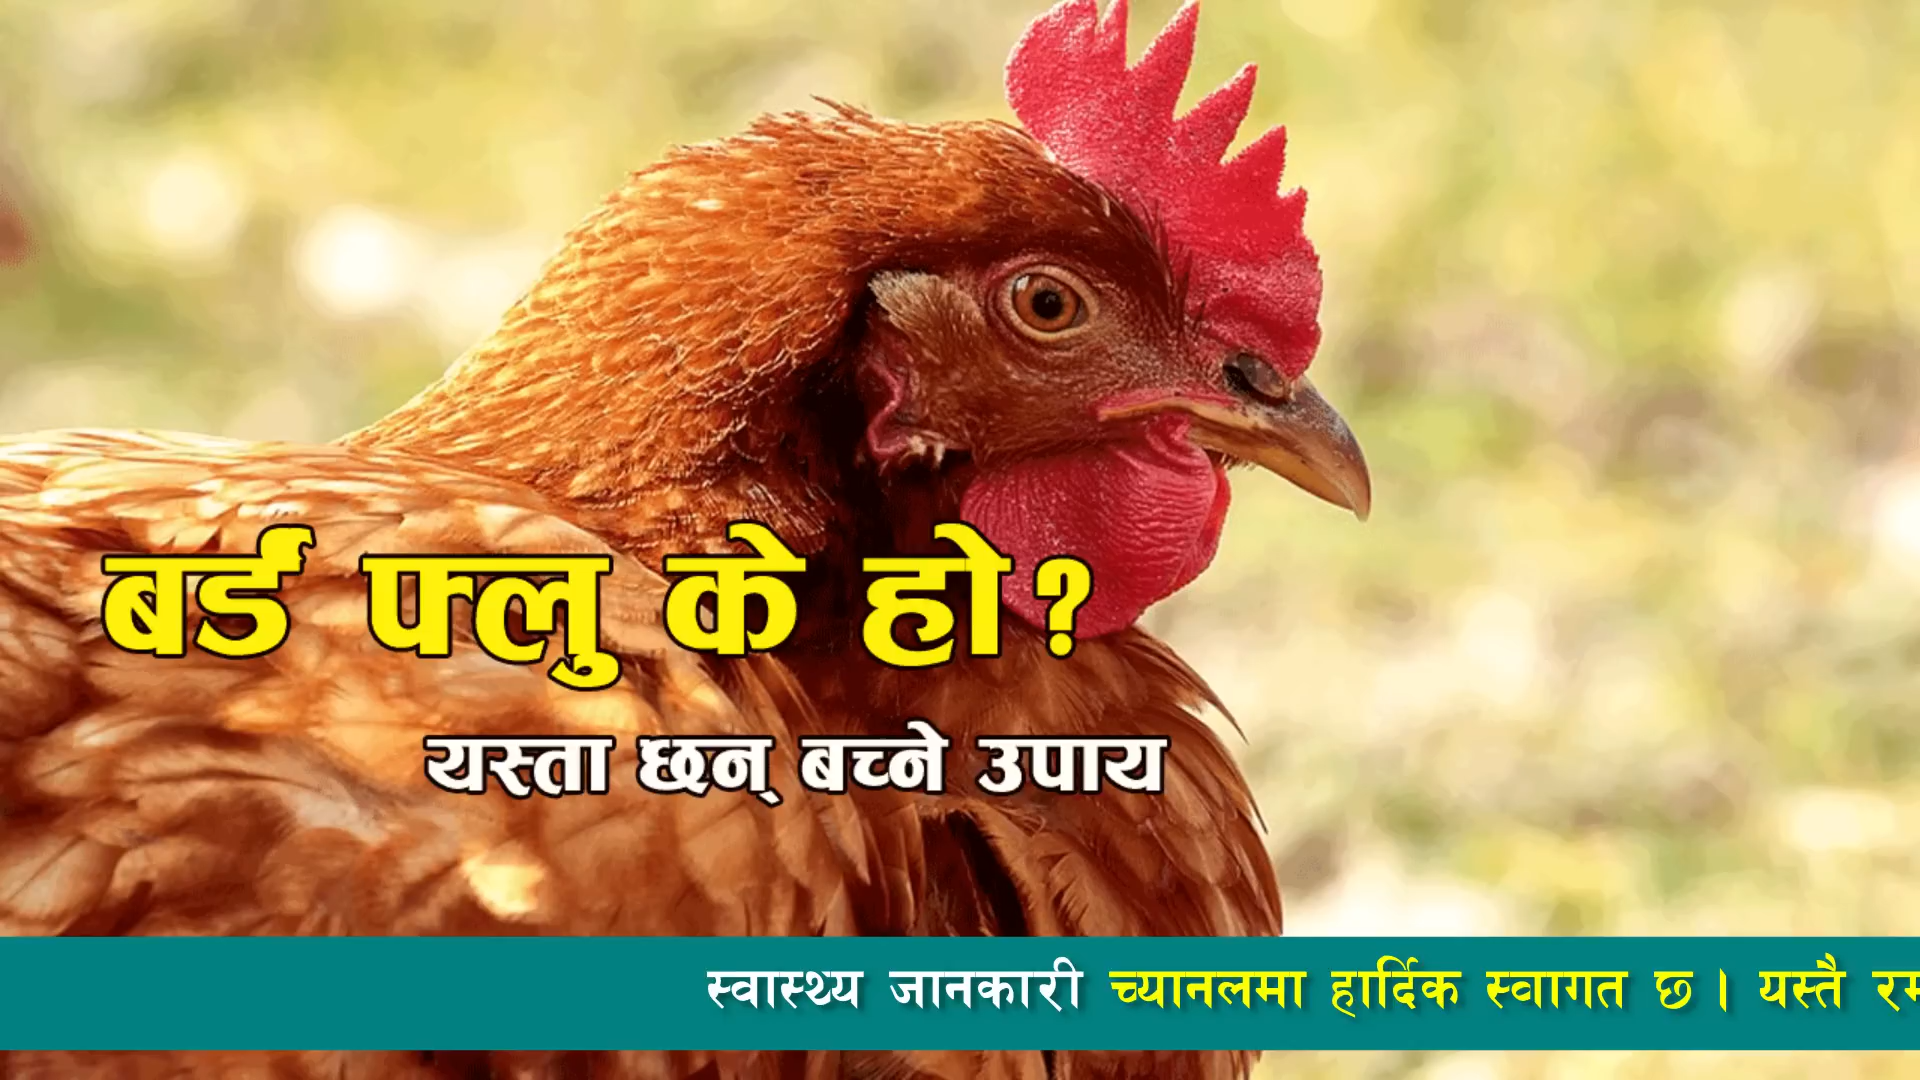 बर्ड फ्लु के हो?
यस्ता छन् बच्ने उपाय
स्वास्थ्य जानकारी च्यानलमा हार्दिक स्वागत छ । यस्तै